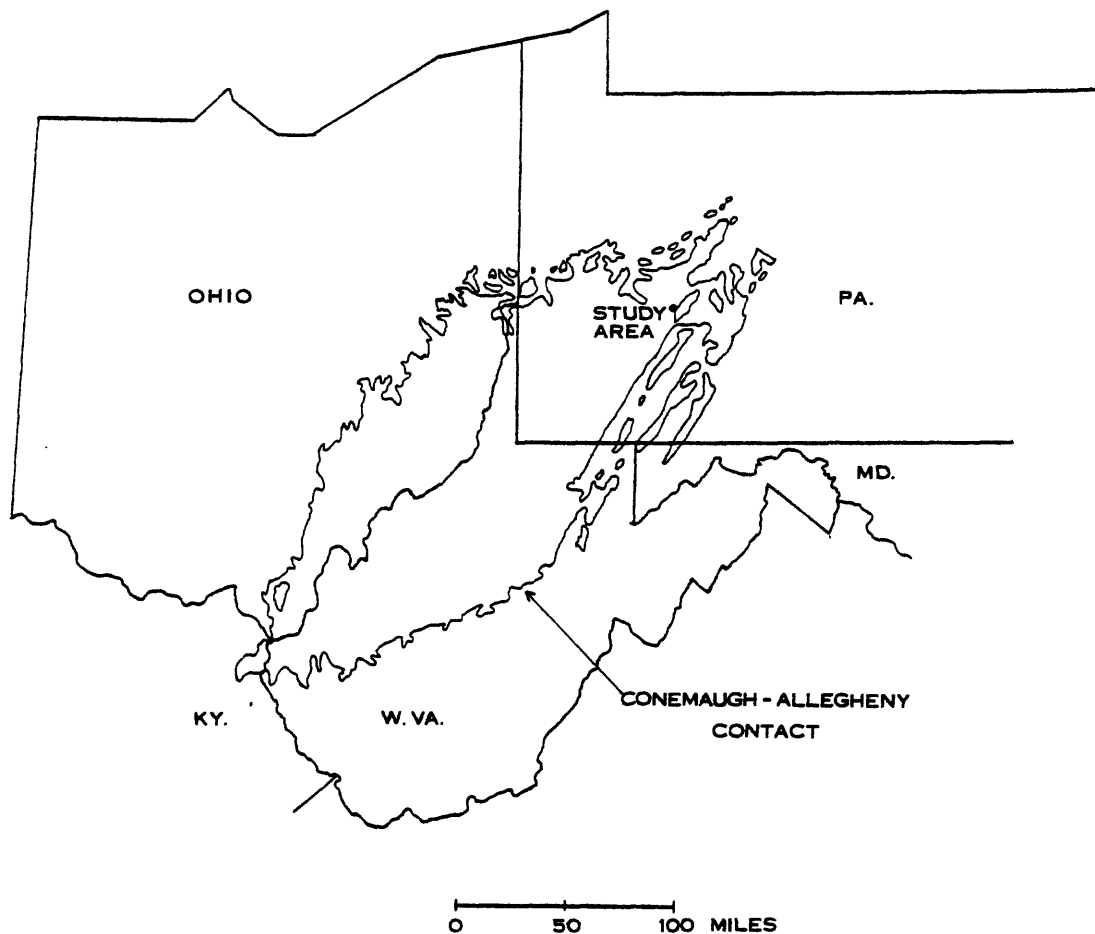 OHIO
PA.
STUDY
AREA
MD.
CONEMAUGH - ALLEGHENY
CONTACT
KY.
W. VA.
0 50 100 MILES